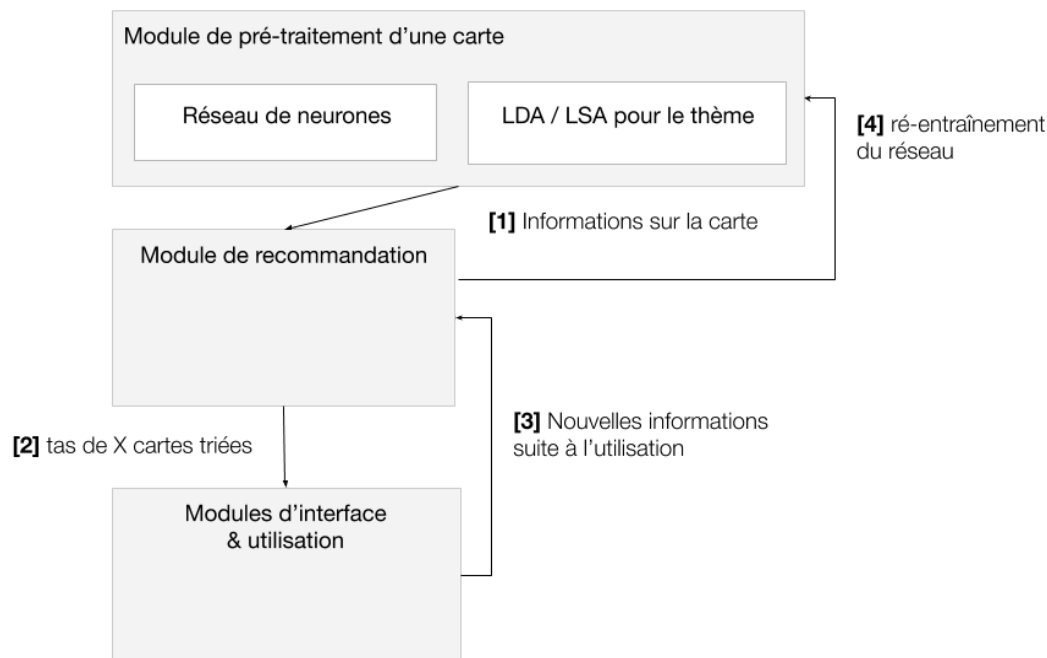 Module de pré-traitement d’une carte
Réseau de neurones
LDA / LSA pour le thème
[4] ré-entraînement
du réseau
[1] Informations sur la carte
Module de recommandation
[3] Nouvelles informations
suite à l’utilisation
[2] tas de X cartes triées
Modules d’interface
& utilisation